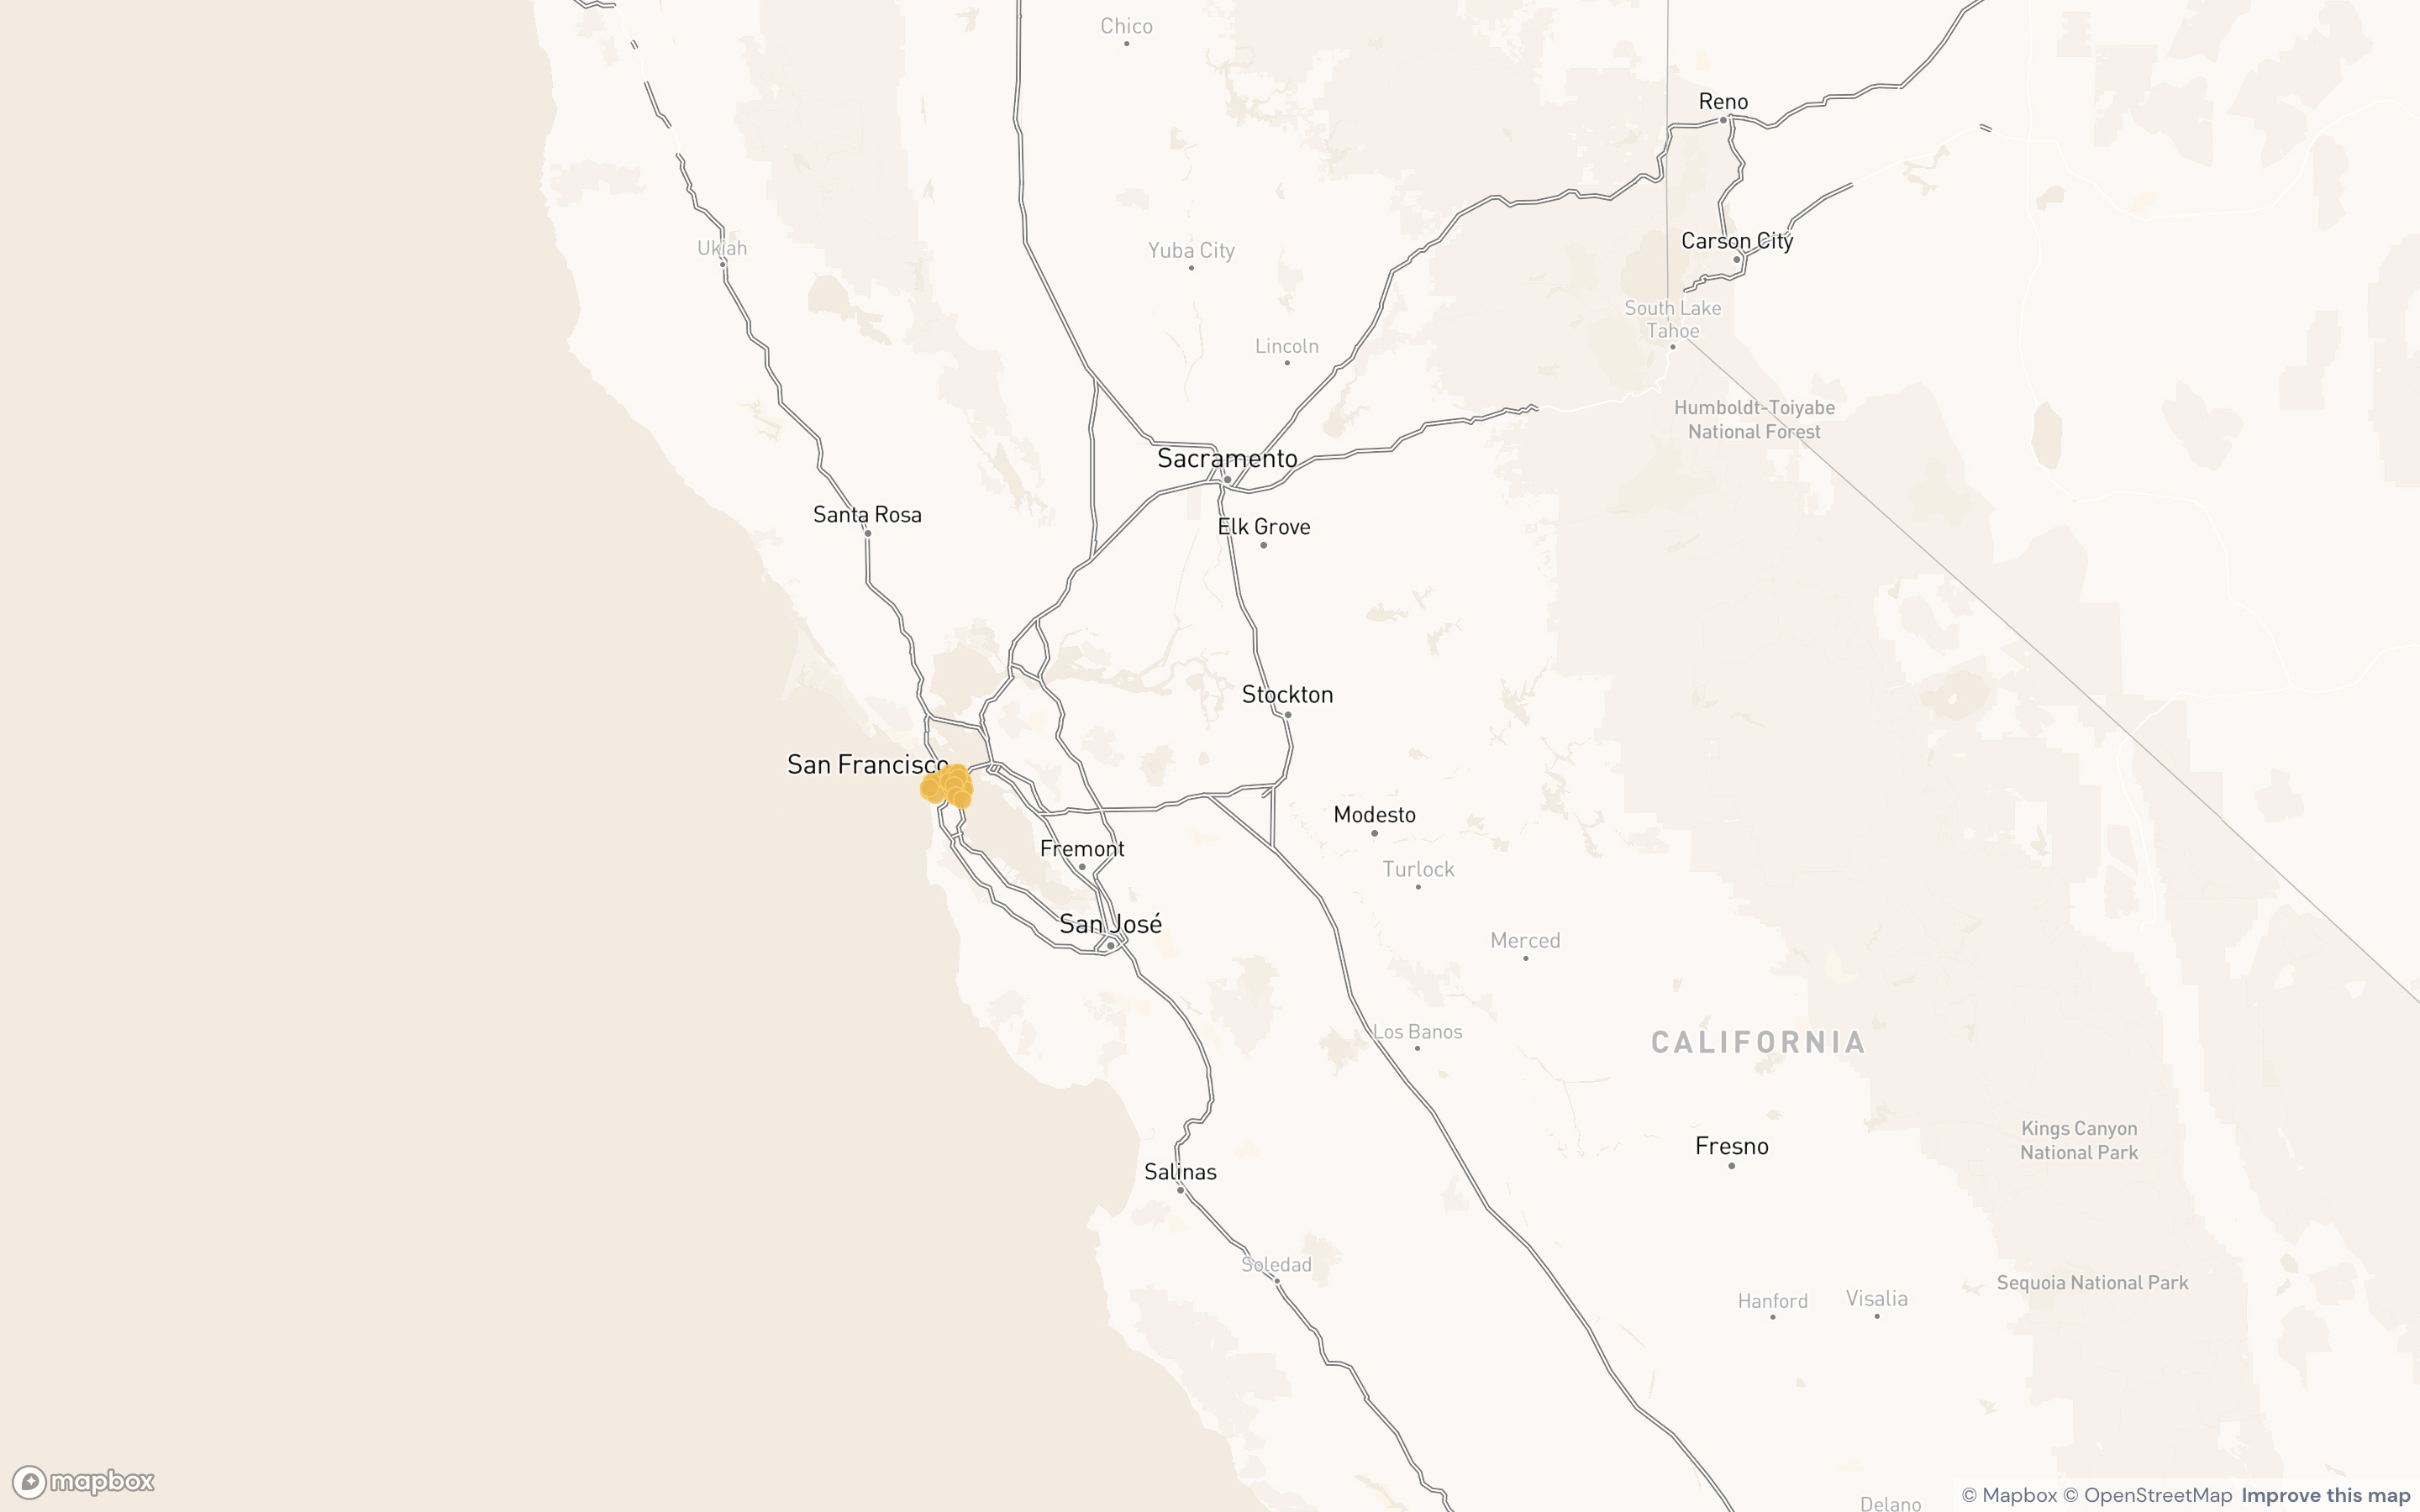 Chico
Reno
Ukiah
Yuba City
Carson City
South Lake
Tahoe
Lincoln
Humboldt-Toiyabe
National Forest
Sacramento
Santa Rosa
Elk Grove
Stockton
San Francisco
Modesto
Fremont
Turlock
San José
Merced
Los Banos
CALIFORNIA
Kings Canyon
National Park
Fresno
Salinas
Soledad
Sequoia National Park
Hanford
Visalia
mapbox
© Mapbox © OpenStreetMap Improve this map
Delano